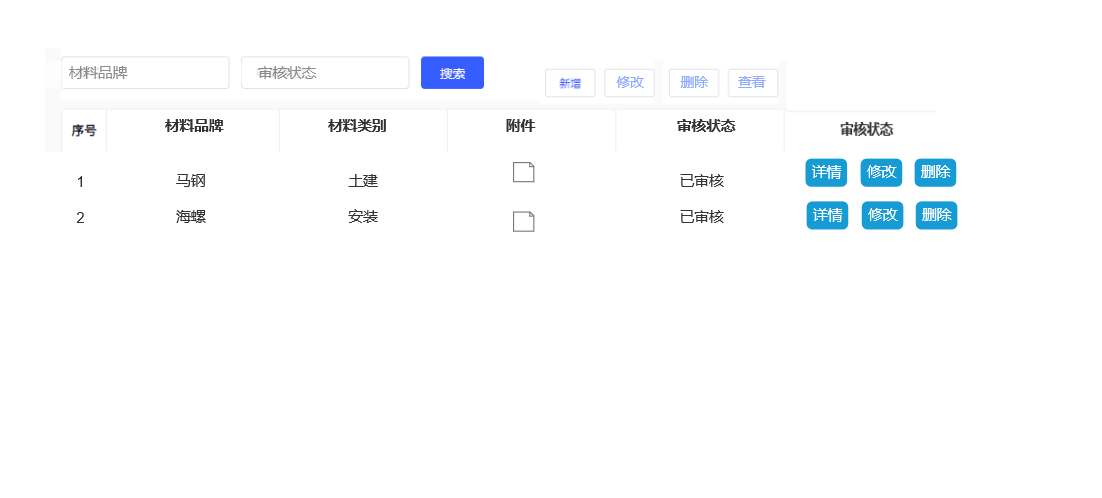 材料品牌 审核状态 搜索 新增 修改 删除 查看
序号 材料品牌 材料类别 附件 审核状态 审核状态
1 马钢 土建 已审核 详情 修改 删除
2 海螺 安装 已审核 详情 修改 删除